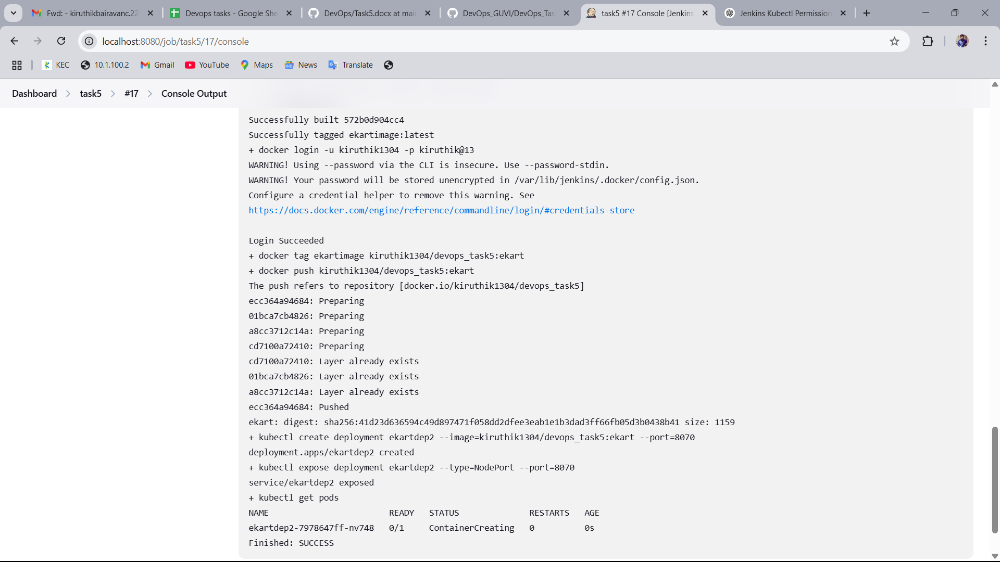 Fwd: - kiruthikbairavanc.22
Devops tasks - Google She
DevOps/Task5.docx at mai
DevOps_GUVI/DevOps_Tas
task5 #17 Console [Jenkins
Jenkins Kubectl Permission
localhost:8080/job/task5/17/console
KEC
10.1.100.2
Gmail
YouTube
Maps
News
Translate
Dashboard > task5 > #17 > Console Output
Successfully built 572b0d904cc4
Successfully tagged ekartimage:latest
+ docker login -u kiruthik1304 -p kiruthik@13
WARNING! Using --password via the CLI is insecure. Use --password-stdin.
WARNING! Your password will be stored unencrypted in /var/lib/jenkins/.docker/config.json.
Configure a credential helper to remove this warning. See
https://docs.docker.com/engine/reference/commandline/login/#credentials-store
Login Succeeded
+ docker tag ekartimage kiruthik1304/devops_task5:ekart
+ docker push kiruthik1304/devops_task5:ekart
The push refers to repository [docker.io/kiruthik1304/devops_task5]
ecc364a94684: Preparing
01bca7cb4826: Preparing
a8cc3712c14a: Preparing
cd7100a72410: Preparing
cd7100a72410: Layer already exists
01bca7cb4826: Layer already exists
a8cc3712c14a: Layer already exists
ecc364a94684: Pushed
ekart: digest: sha256:41d23d636594c49d897471f058dd2dfee3eab1e1b3dad3ff66fb05d3b0438b41 size: 1159
+ kubectl create deployment ekartdep2 --image=kiruthik1304/devops_task5:ekart --port=8070
deployment.apps/ekartdep2 created
+ kubectl expose deployment ekartdep2 --type=NodePort --port=8070
service/ekartdep2 exposed
+ kubectl get pods
NAME READY STATUS RESTARTS AGE
ekartdep2-7978647ff-nv748 0/1 ContainerCreating 0 0s
Finished: SUCCESS